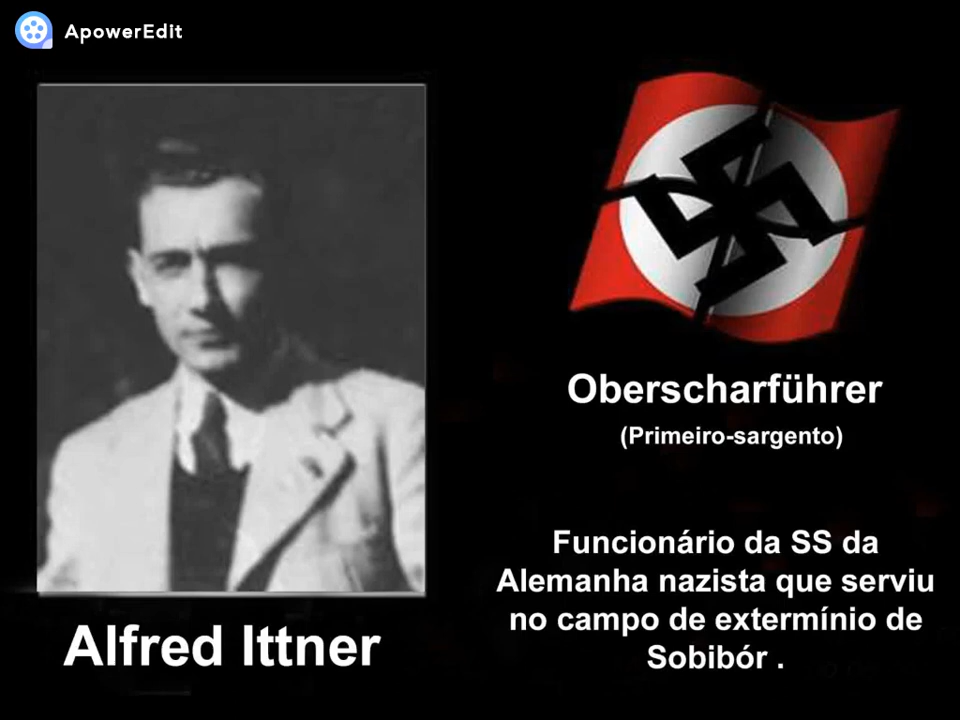 ApowerEdit
Oberscharführer
(Primeiro-sargento)
Funcionário da SS da
Alemanha nazista que serviu
no campo de extermínio de
Sobibór .
Alfred Ittner